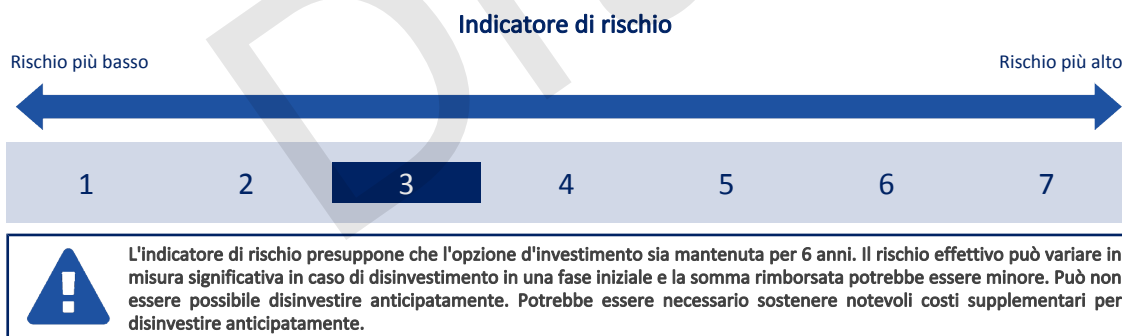 Indicatore di rischio
Rischio più basso Rischio più alto
1 2 3 4 5 6 7
L'indicatore di rischio presuppone che l'opzione d'investimento sia mantenuta per 6 anni. Il rischio effettivo può variare in
misura significativa in caso di disinvestimento in una fase iniziale e la somma rimborsata potrebbe essere minore. Può non
essere possibile disinvestire anticipatamente. Potrebbe essere necessario sostenere notevoli costi supplementari per
disinvestire anticipatamente.